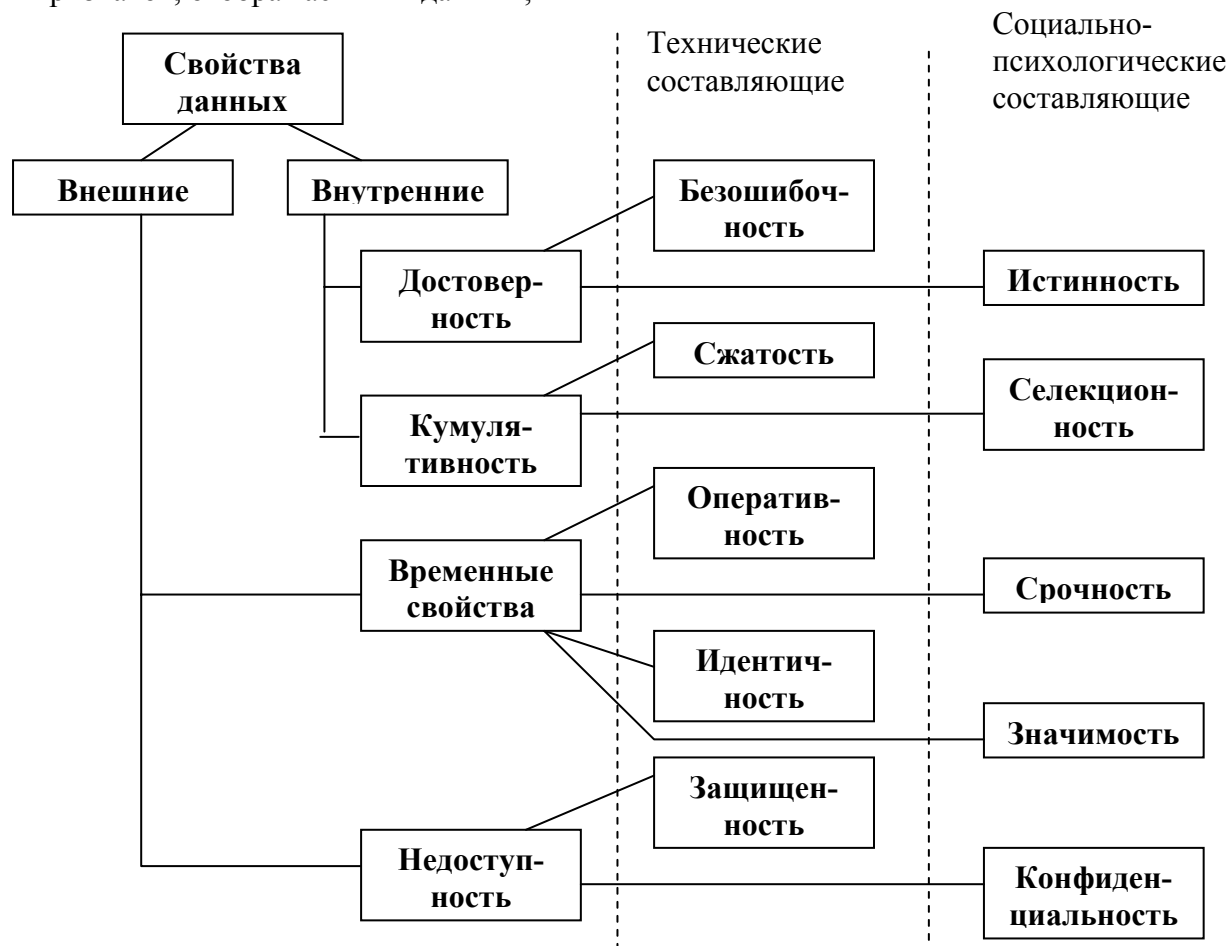 Технические
составляющие
Социально-
психологические
составляющие
Свойства
данных
Внешние
Внутренние
Безошибоч-
ность
Достовер-
ность
Истинность
Сжатость
Кумуля-
тивность
Селекцион-
ность
Оператив-
ность
Временные
свойства
Срочность
Идентич-
ность
Значимость
Защищен-
ность
Недоступ-
ность
Конфиден-
циальность